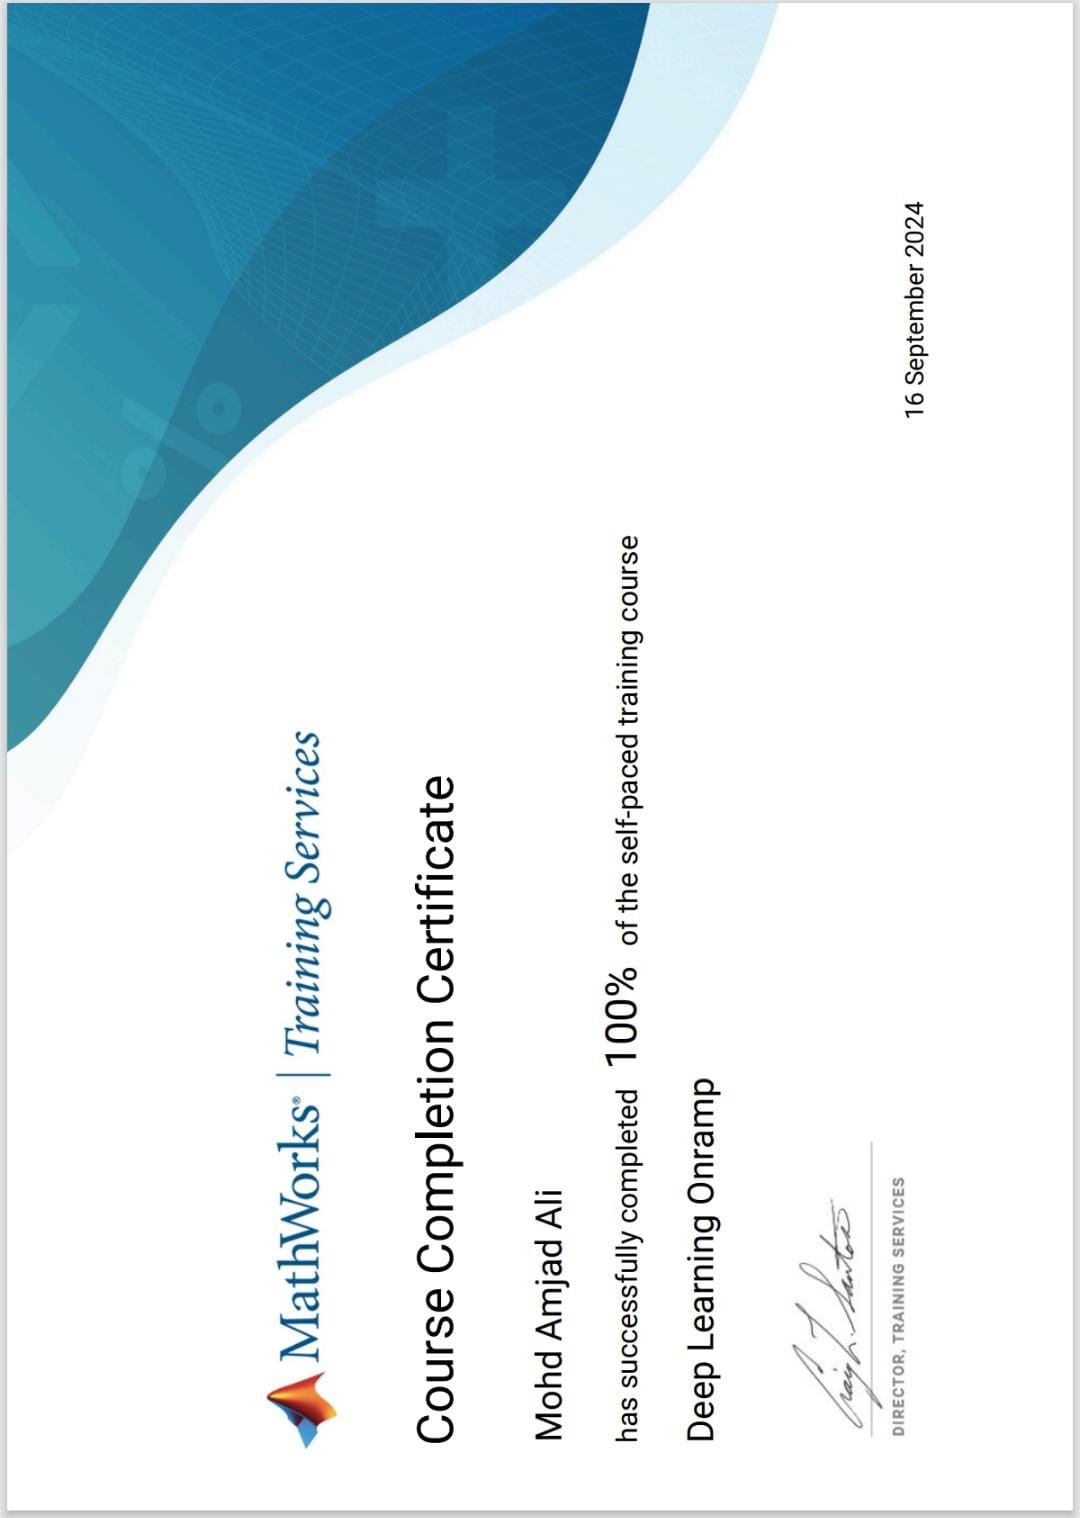 MathWorks® | Training Services
Course Completion Certificate
Mohd Amjad Ali
has successfully completed 100% of the self-paced training course
Deep Learning Onramp
DIRECTOR, TRAINING SERVICES
16 September 2024